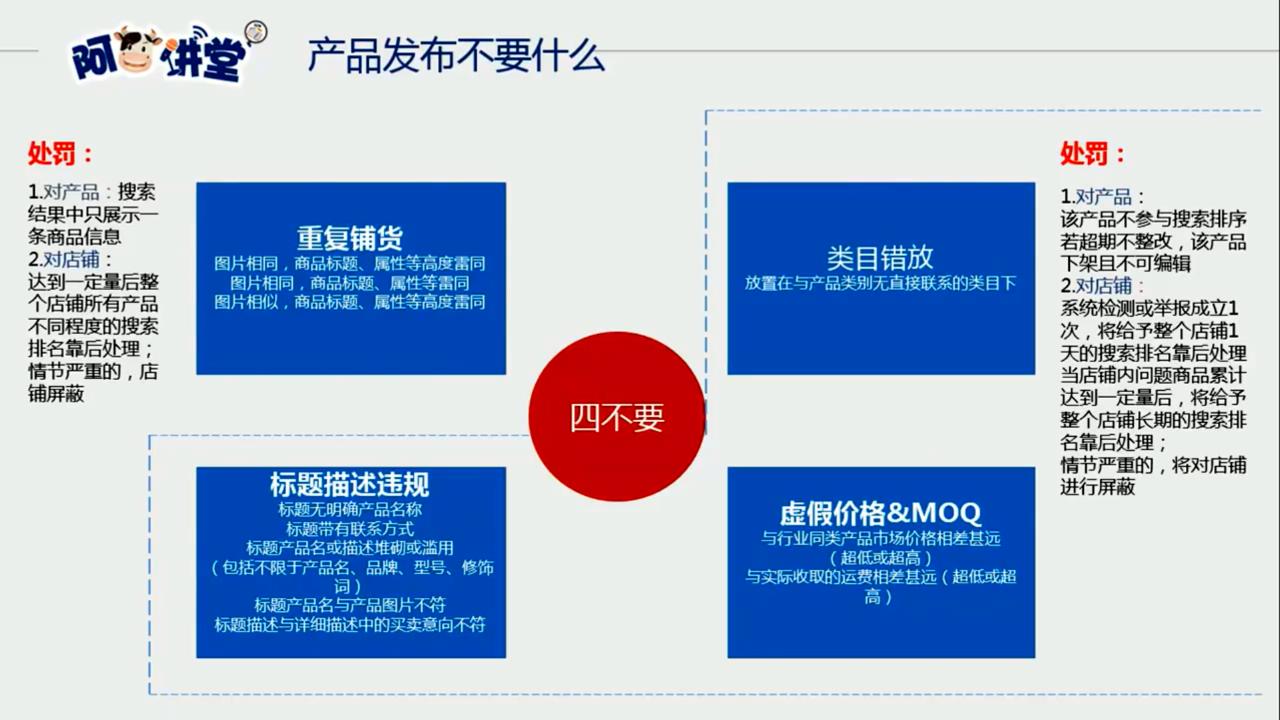 阿 讲堂
产品发布不要什么
处罚：
1.对产品：搜索
结果中只展示一
条商品信息
2.对店铺：
达到一定量后整
个店铺所有产品
不同程度的搜索
排名靠后处理；
情节严重的，店
铺屏蔽
重复铺货
图片相同，商品标题、属性等高度雷同
图片相同，商品标题、属性等雷同
图片相似，商品标题、属性等高度雷同
类目错放
放置在与产品类别无直接联系的类目下
处罚：
1.对产品：
该产品不参与搜索排序
若超期不整改，该产品
下架且不可编辑
2.对店铺：
系统检测或举报成立1
次，将给予整个店铺1
天的搜索排名靠后处理
当店铺内问题商品累计
达到一定量后，将给予
整个店铺长期的搜索排
名靠后处理；
情节严重的，将对店铺
进行屏蔽
四不要
标题描述违规
标题无明确产品名称
标题带有联系方式
标题产品名或描述堆砌或滥用
（包括不限于产品名、品牌、型号、修饰
词）
标题产品名与产品图片不符
标题描述与详细描述中的买卖意向不符
虚假价格&MOQ
与行业同类产品市场价格相差甚远
（超低或超高）
与实际收取的运费相差甚远（超低或超
高）